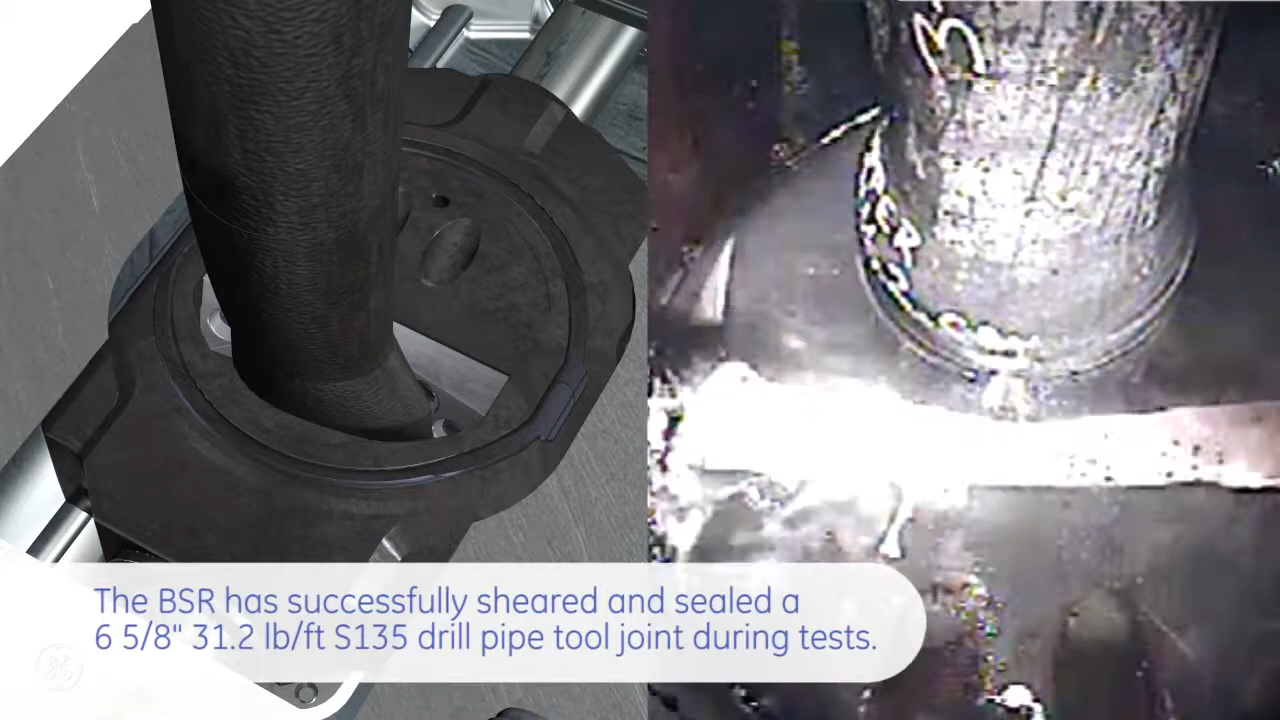 The BSR has successfully sheared and sealed a
6 5/8" 31.2 lb/ft S135 drill pipe tool joint during tests.